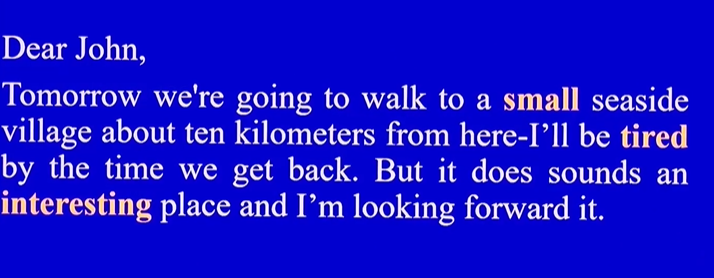 Dear John,
Tomorrow we're going to walk to a small seaside
village about ten kilometers from here-I’ll be tired
by the time we get back. But it does sounds an
interesting place and I’m looking forward it.